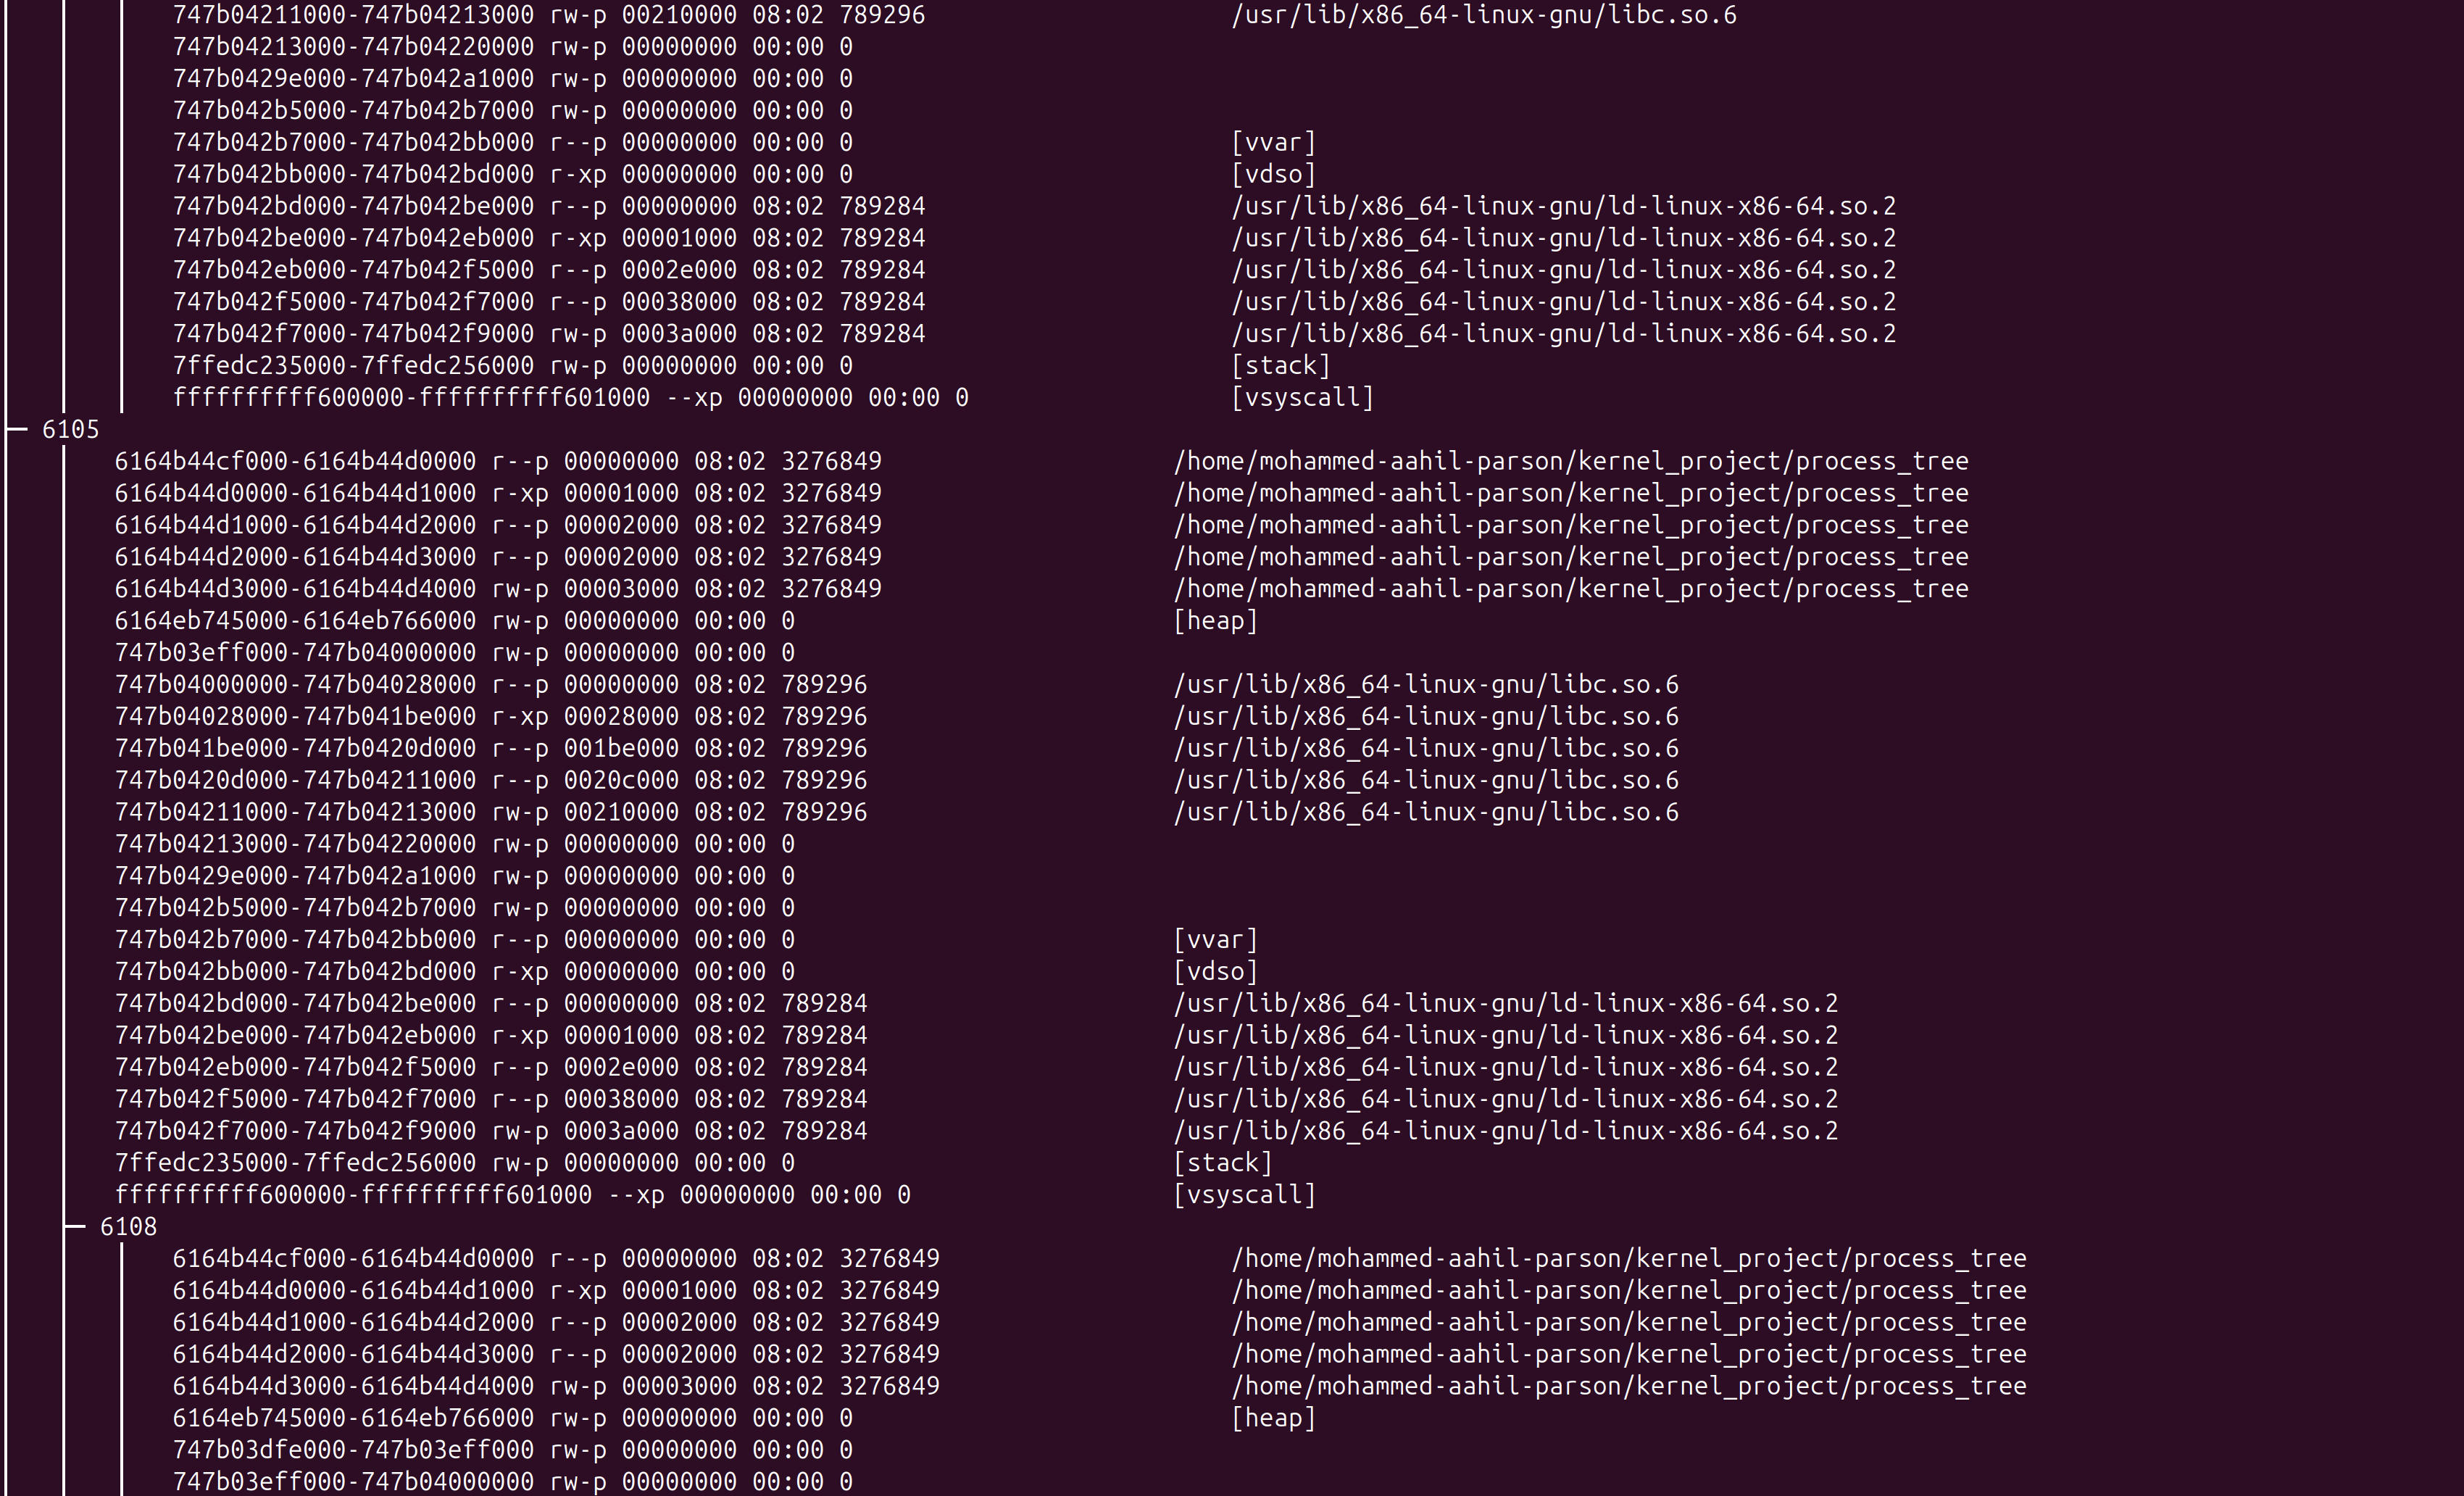 747b04211000-747b04213000 rw-p 00210000 08:02 789296 /usr/lib/x86_64-linux-gnu/libc.so.6
747b04213000-747b04220000 rw-p 00000000 00:00 0
747b0429e000-747b042a1000 rw-p 00000000 00:00 0
747b042b5000-747b042b7000 rw-p 00000000 00:00 0
747b042b7000-747b042bb000 r--p 00000000 00:00 0 [vvar]
747b042bb000-747b042bd000 r-xp 00000000 00:00 0 [vdso]
747b042bd000-747b042be000 r--p 00000000 08:02 789284 /usr/lib/x86_64-linux-gnu/ld-linux-x86-64.so.2
747b042be000-747b042eb000 r-xp 00001000 08:02 789284 /usr/lib/x86_64-linux-gnu/ld-linux-x86-64.so.2
747b042eb000-747b042f5000 r--p 0002e000 08:02 789284 /usr/lib/x86_64-linux-gnu/ld-linux-x86-64.so.2
747b042f5000-747b042f7000 r--p 00038000 08:02 789284 /usr/lib/x86_64-linux-gnu/ld-linux-x86-64.so.2
747b042f7000-747b042f9000 rw-p 0003a000 08:02 789284 /usr/lib/x86_64-linux-gnu/ld-linux-x86-64.so.2
7ffedc235000-7ffedc256000 rw-p 00000000 00:00 0 [stack]
ffffffffff600000-ffffffffff601000 --xp 00000000 00:00 0 [vsyscall]
6105
6164b44cf000-6164b44d0000 r--p 00000000 08:02 3276849 /home/mohammed-aahil-parson/kernel_project/process_tree
6164b44d0000-6164b44d1000 r-xp 00001000 08:02 3276849 /home/mohammed-aahil-parson/kernel_project/process_tree
6164b44d1000-6164b44d2000 r--p 00002000 08:02 3276849 /home/mohammed-aahil-parson/kernel_project/process_tree
6164b44d2000-6164b44d3000 r--p 00002000 08:02 3276849 /home/mohammed-aahil-parson/kernel_project/process_tree
6164b44d3000-6164b44d4000 rw-p 00003000 08:02 3276849 /home/mohammed-aahil-parson/kernel_project/process_tree
6164eb745000-6164eb766000 rw-p 00000000 00:00 0 [heap]
747b03eff000-747b04000000 rw-p 00000000 00:00 0
747b04000000-747b04028000 r--p 00000000 08:02 789296 /usr/lib/x86_64-linux-gnu/libc.so.6
747b04028000-747b041be000 r-xp 00028000 08:02 789296 /usr/lib/x86_64-linux-gnu/libc.so.6
747b041be000-747b0420d000 r--p 001be000 08:02 789296 /usr/lib/x86_64-linux-gnu/libc.so.6
747b0420d000-747b04211000 r--p 0020c000 08:02 789296 /usr/lib/x86_64-linux-gnu/libc.so.6
747b04211000-747b04213000 rw-p 00210000 08:02 789296 /usr/lib/x86_64-linux-gnu/libc.so.6
747b04213000-747b04220000 rw-p 00000000 00:00 0
747b0429e000-747b042a1000 rw-p 00000000 00:00 0
747b042b5000-747b042b7000 rw-p 00000000 00:00 0
747b042b7000-747b042bb000 r--p 00000000 00:00 0 [vvar]
747b042bb000-747b042bd000 r-xp 00000000 00:00 0 [vdso]
747b042bd000-747b042be000 r--p 00000000 08:02 789284 /usr/lib/x86_64-linux-gnu/ld-linux-x86-64.so.2
747b042be000-747b042eb000 r-xp 00001000 08:02 789284 /usr/lib/x86_64-linux-gnu/ld-linux-x86-64.so.2
747b042eb000-747b042f5000 r--p 0002e000 08:02 789284 /usr/lib/x86_64-linux-gnu/ld-linux-x86-64.so.2
747b042f5000-747b042f7000 r--p 00038000 08:02 789284 /usr/lib/x86_64-linux-gnu/ld-linux-x86-64.so.2
747b042f7000-747b042f9000 rw-p 0003a000 08:02 789284 /usr/lib/x86_64-linux-gnu/ld-linux-x86-64.so.2
7ffedc235000-7ffedc256000 rw-p 00000000 00:00 0 [stack]
ffffffffff600000-ffffffffff601000 --xp 00000000 00:00 0 [vsyscall]
6108
6164b44cf000-6164b44d0000 r--p 00000000 08:02 3276849 /home/mohammed-aahil-parson/kernel_project/process_tree
6164b44d0000-6164b44d1000 r-xp 00001000 08:02 3276849 /home/mohammed-aahil-parson/kernel_project/process_tree
6164b44d1000-6164b44d2000 r--p 00002000 08:02 3276849 /home/mohammed-aahil-parson/kernel_project/process_tree
6164b44d2000-6164b44d3000 r--p 00002000 08:02 3276849 /home/mohammed-aahil-parson/kernel_project/process_tree
6164b44d3000-6164b44d4000 rw-p 00003000 08:02 3276849 /home/mohammed-aahil-parson/kernel_project/process_tree
6164eb745000-6164eb766000 rw-p 00000000 00:00 0 [heap]
747b03dfe000-747b03eff000 rw-p 00000000 00:00 0
747b03eff000-747b04000000 rw-p 00000000 00:00 0